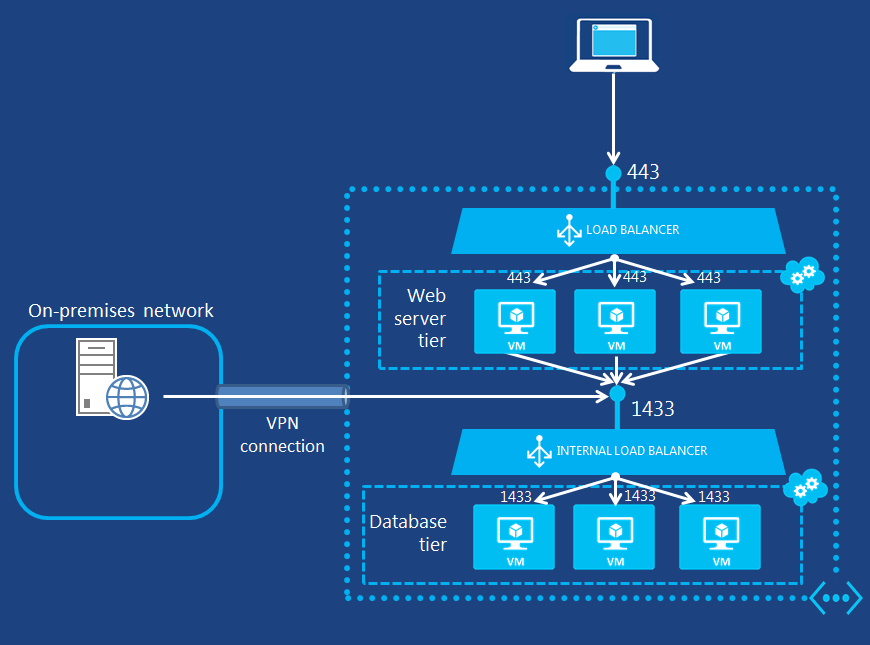 443
LOAD BALANCER
443
443
443
Web
server
tier
VM
VM
VM
On-premises network
VPN
connection
1433
INTERNAL LOAD BALANCER
1433
1433
1433
Database
tier
VM
VM
VM